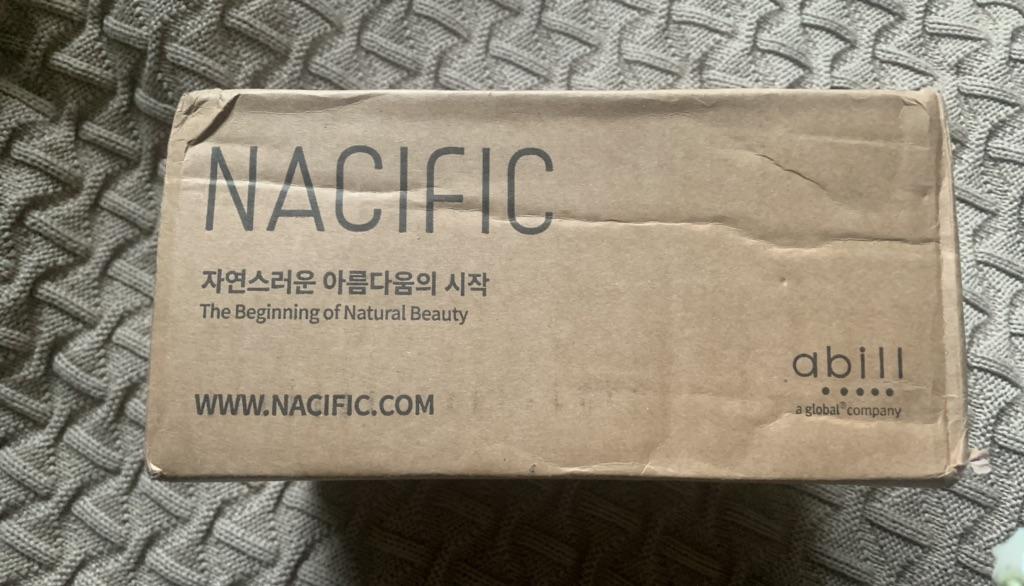 NACIFIC
자연스러운 아름다움의 시작
The Beginning of Natural Beauty
WWW.NACIFIC.COM
abill
a global® company